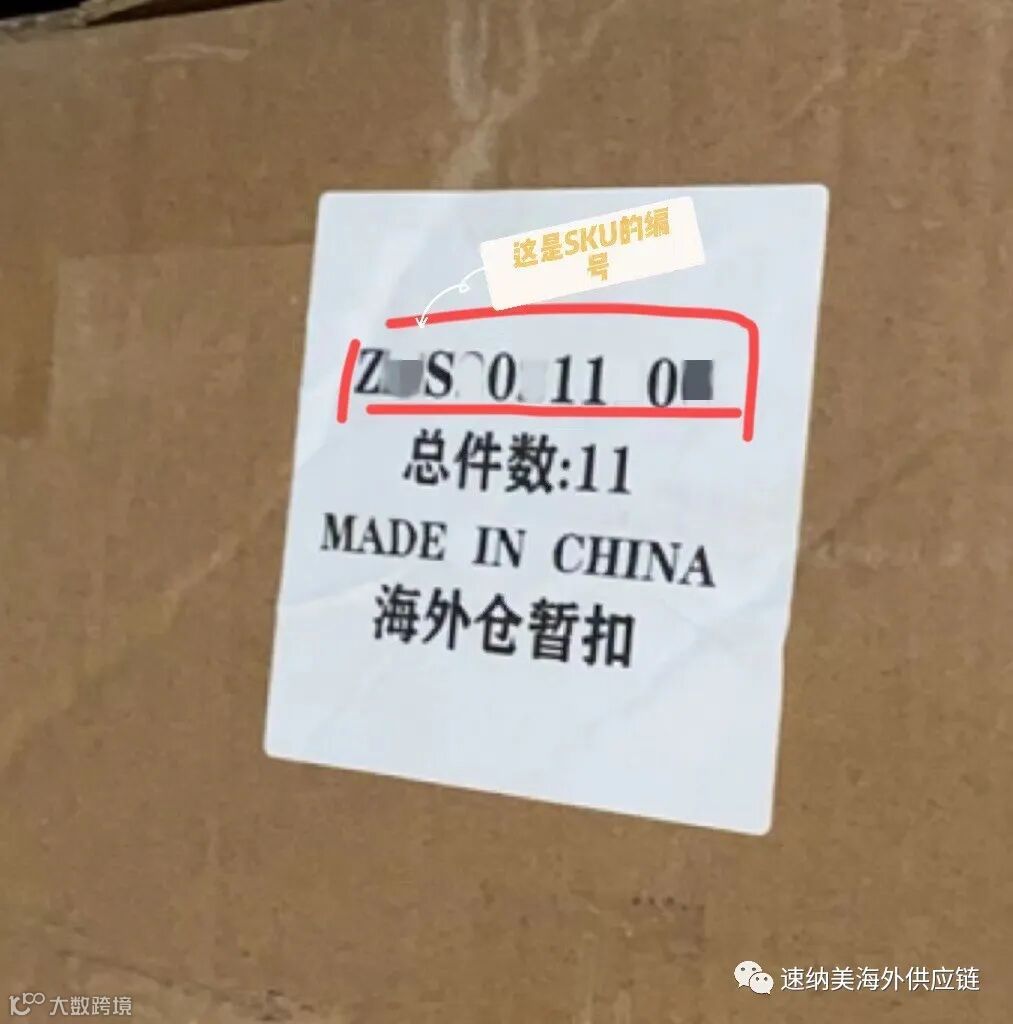 这是SKU的编
号
总件数:11
MADE IN CHINA
海外仓暂扣
速纳美海外供应链
大数跨境